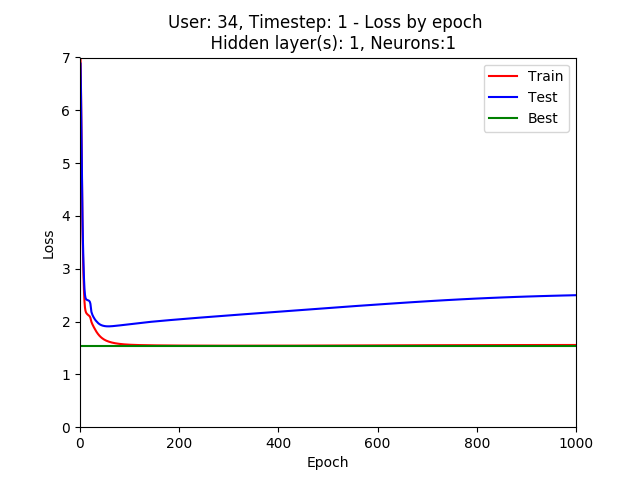 User: 34, Timestep: 1 - Loss by epoch
Hidden layer(s): 1, Neurons:1
Train
Test
Best
7
6
5
4
3
2
1
0
Loss
0 200 400 600 800 1000
Epoch